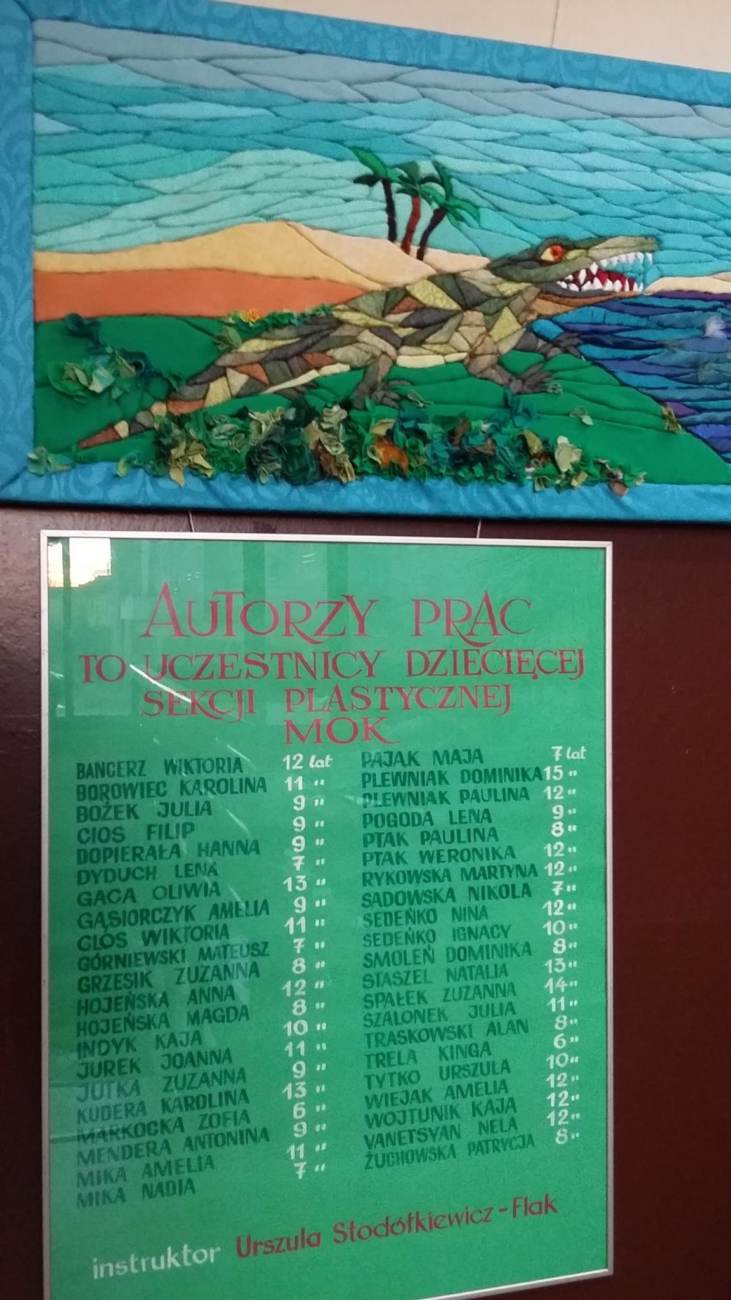 AUTORZY PRAC
TO UCZESTNICY DZIECIĘCEJ
SEKCJI PLASTYCZNEJ
MOK
BANGERZ WIKTORIA 12 lat
BOROWIEC KAROLINA 11 "
BOŻEK JULIA 9 "
CIOS FILIP 9 "
DOPIERAŁA HANNA 9 "
DYDUCH LENA 7 "
GACA OLIWIA 13 "
GĄSIORCZYK AMELIA 9 "
GŁOS WIKTORIA 11 "
GÓRNIEWSKI MATEUSZ 7 "
GRZESIK ZUZANNA 8 "
HOJEŃSKA ANNA 12 "
HOJEŃSKA MAGDA 8 "
INDYK KAJA 10 "
JUREK JOANNA 11 "
JUTKA ZUZANNA 9 "
KUDERA KAROLINA 13 "
MARKOCKA ZOFIA 6 "
MENDERA ANTONINA 9 "
MIKA AMELIA 11 "
MIKA NADIA 7 "
PAJĄK MAJA 7 lat
PLEWNIAK DOMINIKA 15 "
PLEWNIAK PAULINA 12 "
POGODA LENA 9 "
PTAK PAULINA 8 "
PTAK WERONIKA 12 "
RYKOWSKA MARTYNA 12 "
SADOWSKA NIKOLA 7 "
SEDEŃKO NINA 12 "
SEDEŃKO IGNACY 10 "
SMOLEŃ DOMINIKA 8 "
STASZEL NATALIA 13 "
SPAŁEK ZUZANNA 14 "
SZALONEK JULIA 11 "
TRASKOWSKI ALAN 8 "
TRELA KINGA 6 "
TYTKO URSZULA 10 "
WIEJAK AMELIA 12 "
WOJTUNIK KAJA 12 "
VANETSYAN NELA 12 "
ŻUCHOWSKA PATRYCJA 8 "
instruktor Urszula Słodółkiewicz-Flak